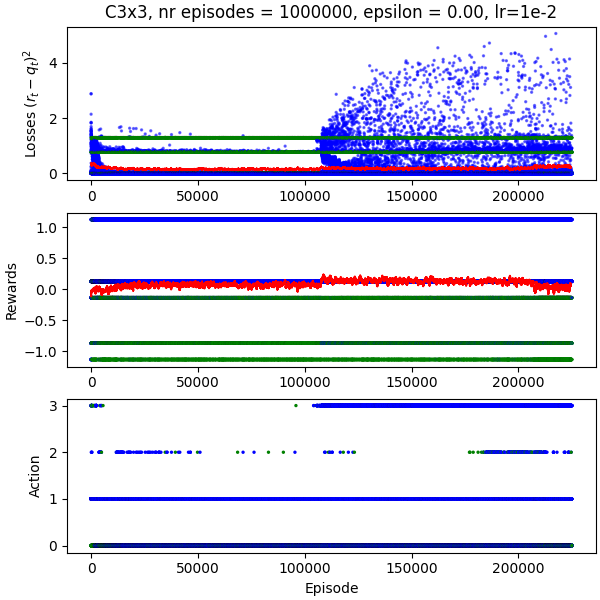 C3x3, nr episodes = 1000000, epsilon = 0.00, lr=1e-2
Losses $(r_t - q_t)^2$
4
2
0
0 50000 100000 150000 200000
Rewards
1.0
0.5
0.0
−0.5
−1.0
0 50000 100000 150000 200000
Action
3
2
1
0
0 50000 100000 150000 200000
Episode